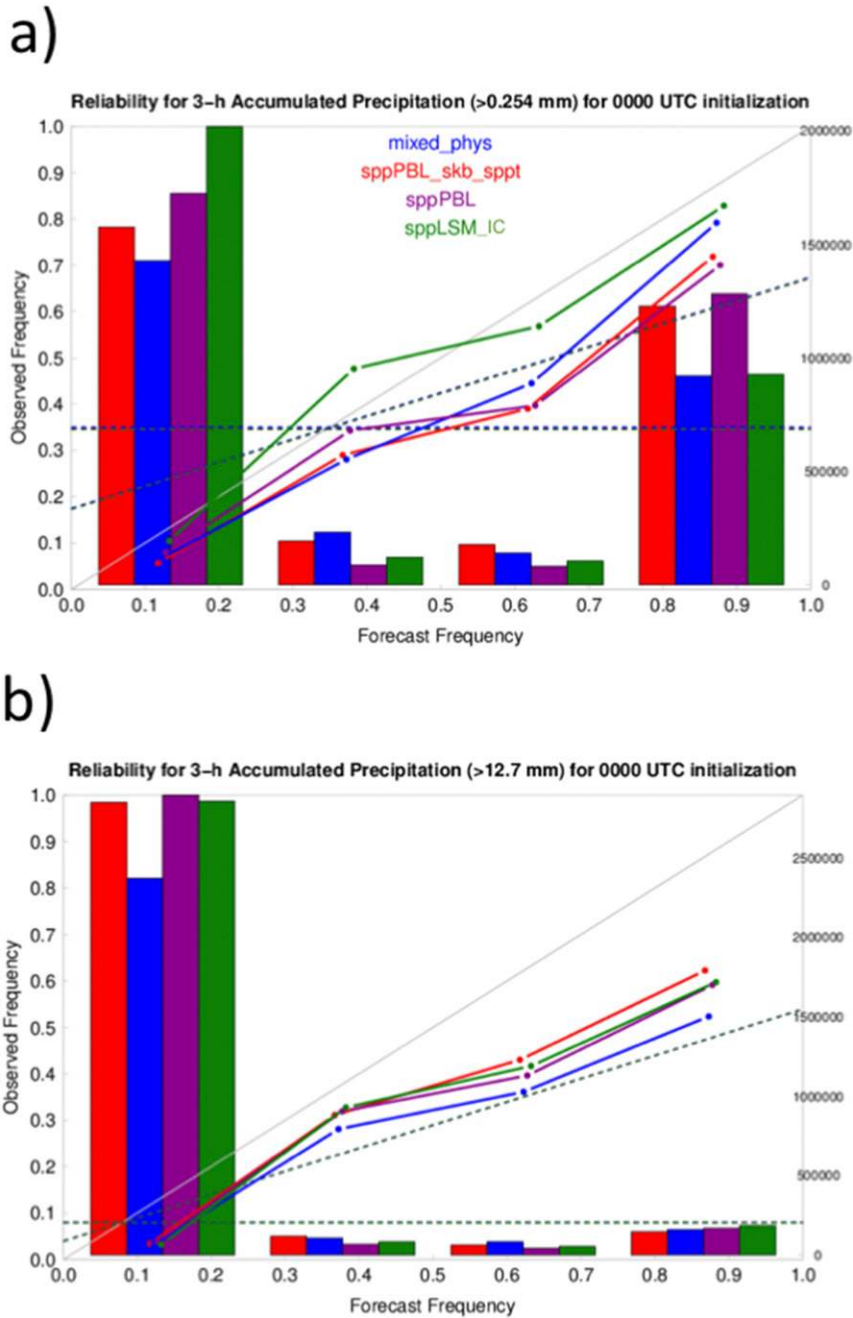 a)
Reliability for 3-h Accumulated Precipitation (>0.254 mm) for 0000 UTC initialization
1.0
0.9
0.8
0.7
0.6
0.5
0.4
0.3
0.2
0.1
0.0
Observed Frequency
mixed_phys
sppPBL_skb_sppt
sppPBL
sppLSM_IC
2000000
1500000
1000000
500000
0
0.0 0.1 0.2 0.3 0.4 0.5 0.6 0.7 0.8 0.9 1.0
Forecast Frequency
b)
Reliability for 3-h Accumulated Precipitation (>12.7 mm) for 0000 UTC initialization
1.0
0.9
0.8
0.7
0.6
0.5
0.4
0.3
0.2
0.1
0.0
Observed Frequency
2500000
2000000
1500000
1000000
500000
0
0.0 0.1 0.2 0.3 0.4 0.5 0.6 0.7 0.8 0.9 1.0
Forecast Frequency